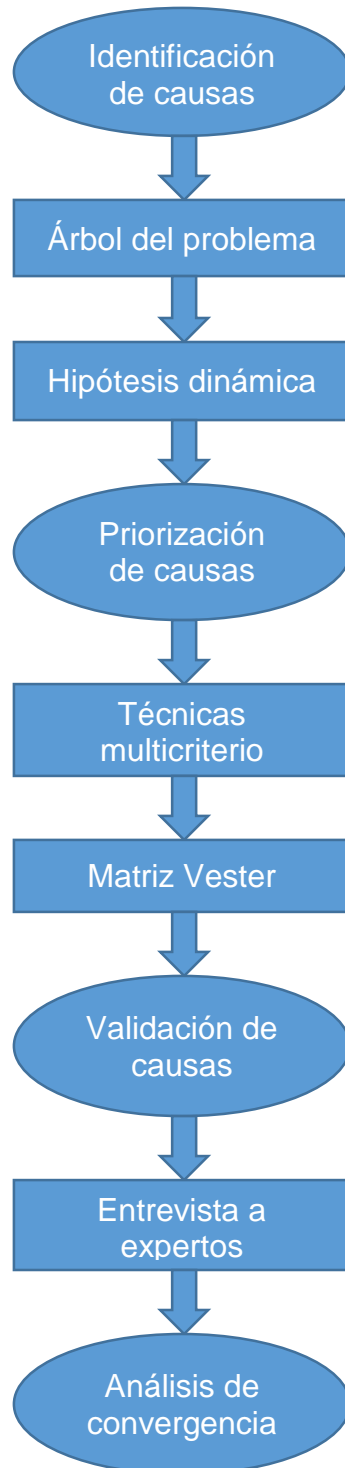 Identificación
de causas
Árbol del problema
Hipótesis dinámica
Priorización
de causas
Técnicas
multicriterio
Matriz Vester
Validación de
causas
Entrevista a
expertos
Análisis de
convergencia